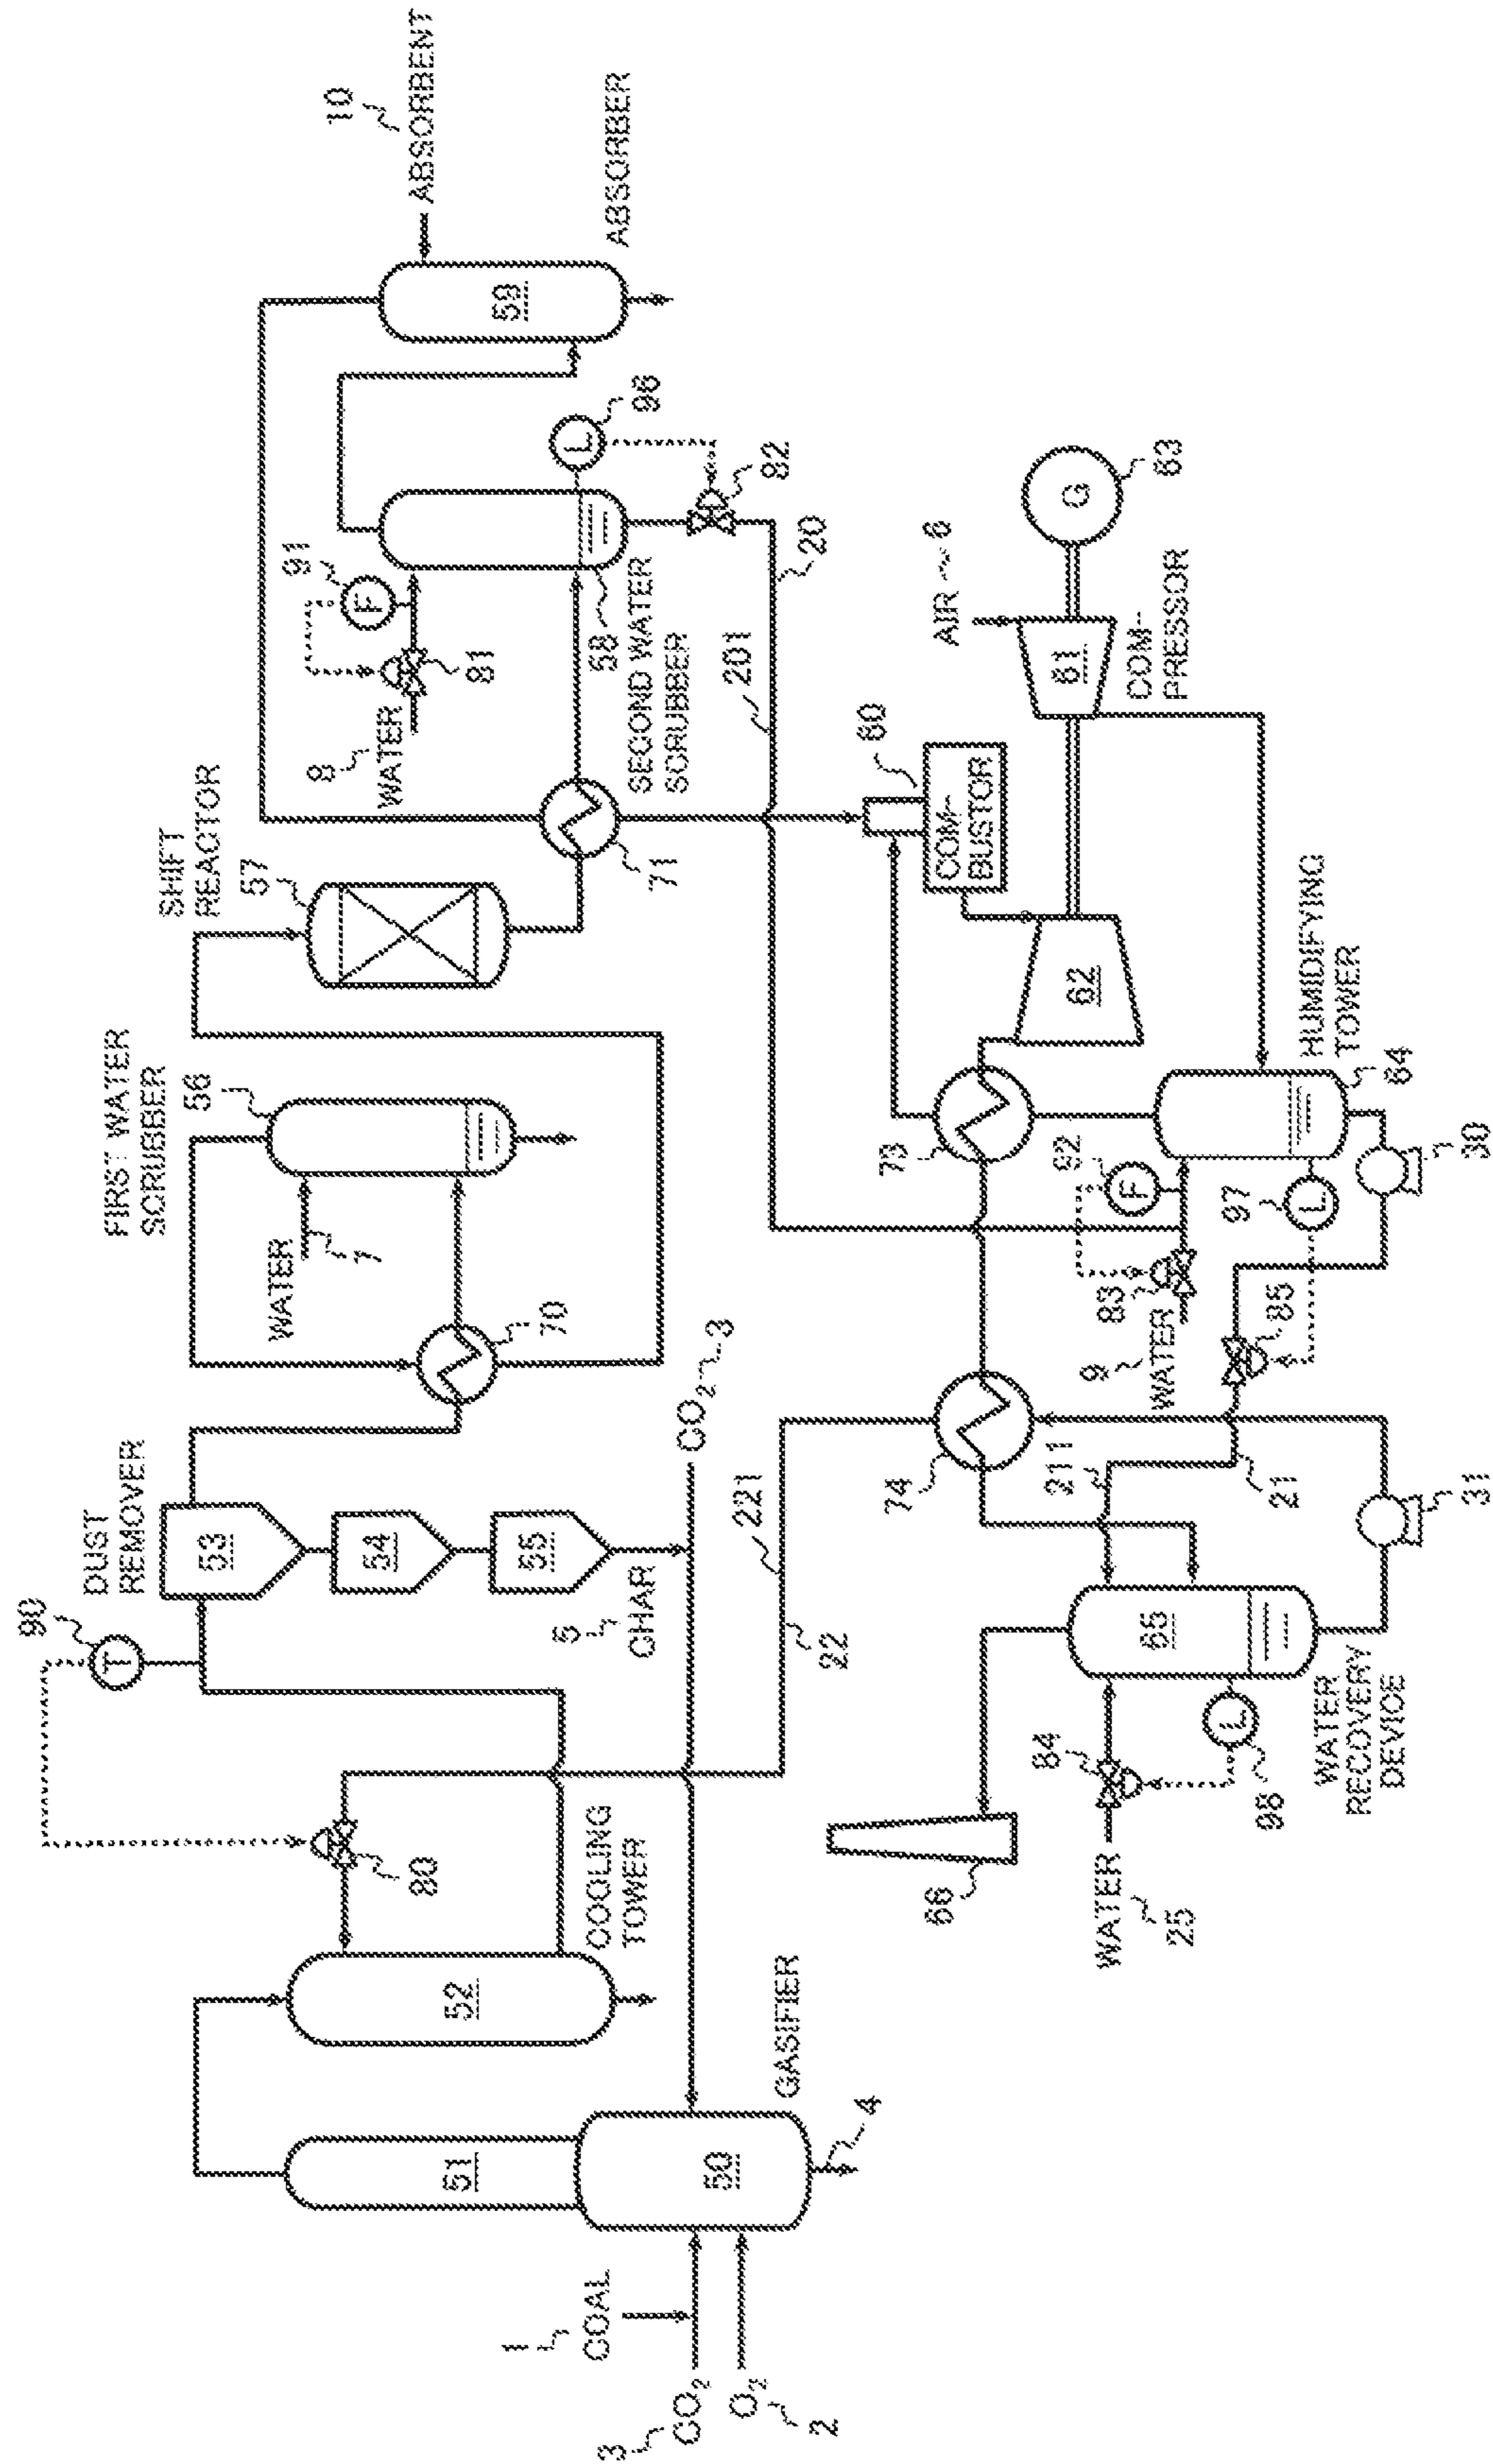 10
ABSORBENT
ABSORBER
59
91
F
81
8
WATER
58
SECOND WATER
SCRUBBER
L
96
82
20
201
SHIFT
REACTOR
57
71
FIRST WATER
SCRUBBER
56
WATER
7
70
DUST
REMOVER
53
54
55
5
CHAR
CO2
3
90
T
80
COOLING
TOWER
52
51
50
GASIFIER
4
1
COAL
3
CO2
O2
2
AIR
6
61
COM-
PRESSOR
G
63
60
COM-
BUSTOR
62
HUMIDIFYING
TOWER
64
73
92
F
83
9
WATER
97
L
85
30
74
211
21
221
22
31
65
WATER
RECOVERY
DEVICE
84
L
98
WATER
25
66